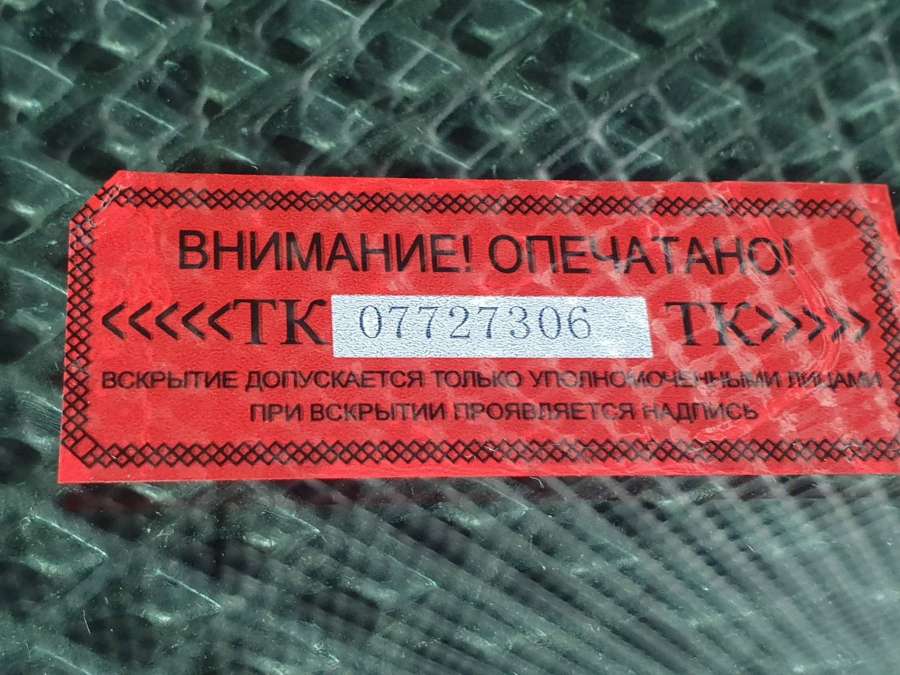 ВНИМАНИЕ! ОПЕЧАТАНО!
<<<<<ТК 07727306 ТК>>>>>
ВСКРЫТИЕ ДОПУСКАЕТСЯ ТОЛЬКО УПОЛНОМОЧЕННЫМИ ЛИЦАМИ
ПРИ ВСКРЫТИИ ПРОЯВЛЯЕТСЯ НАДПИСЬ